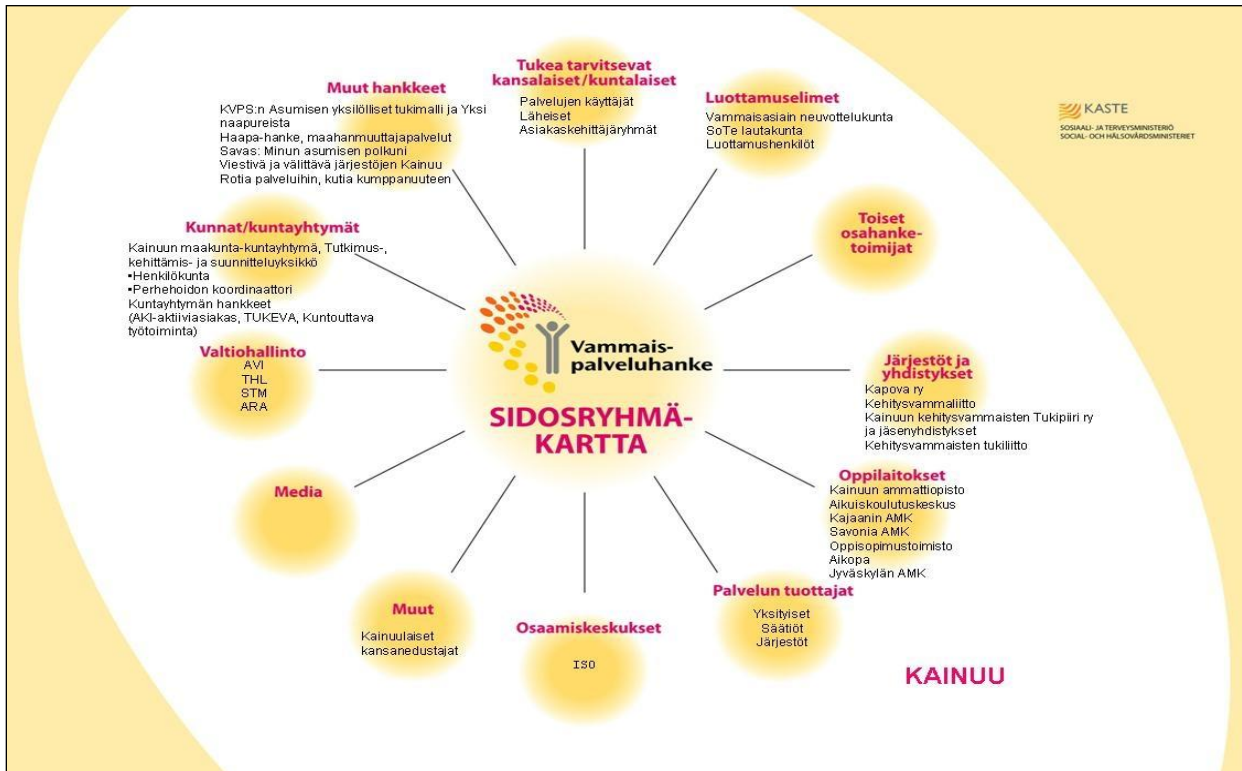 Tukea tarvitsevat
kansalaiset/kuntalaiset
Palvelujen käyttäjät
Läheiset
Asiakaskehittäjäryhmät
Luottamuselimet
Vammaisasiain neuvottelukunta
SoTe lautakunta
Luottamushenkilöt
KASTE
SOSIAALI- JA TERVEYSMINISTERIÖ
SOCIAL- OCH HÄLSOVÅRDSMINISTERIET
Toiset
osahanke-
toimijat
Järjestöt ja
yhdistykset
Kapova ry
Kehitysvammaliitto
Kainuun kehitysvammaisten Tukipiiri ry
ja jäsenyhdistykset
Kehitysvammaisten tukiliitto
Oppilaitokset
Kainuun ammattiopisto
Aikuiskoulutuskeskus
Kajaanin AMK
Savonia AMK
Oppisopimustoimisto
Aikopa
Jyväskylän AMK
Palvelun tuottajat
Yksityiset
Säätiöt
Järjestöt
Osaamiskeskukset
ISO
Muut
Kainuulaiset
kansanedustajat
Media
Valtiohallinto
AVI
THL
STM
ARA
Kunnat/kuntayhtymät
Kainuun maakunta-kuntayhtymä, Tutkimus-,
kehittämis- ja suunnitteluyksikkö
•Henkilökunta
•Perhehoidon koordinaattori
Kuntayhtymän hankkeet
(AKI-aktiiviasiakas, TUKEVA, Kuntouttava
työtoiminta)
Muut hankkeet
KVPS:n Asumisen yksilölliset tukimalli ja Yksi
naapureista
Haapa-hanke, maahanmuuttajapalvelut
Savas: Minun asumisen polkuni
Viestivä ja välittävä järjestöjen Kainuu
Rotia palveluihin, kutia kumppanuuteen
Vammais-
palveluhanke
SIDOSRYHMÄ-
KARTTA
KAINUU